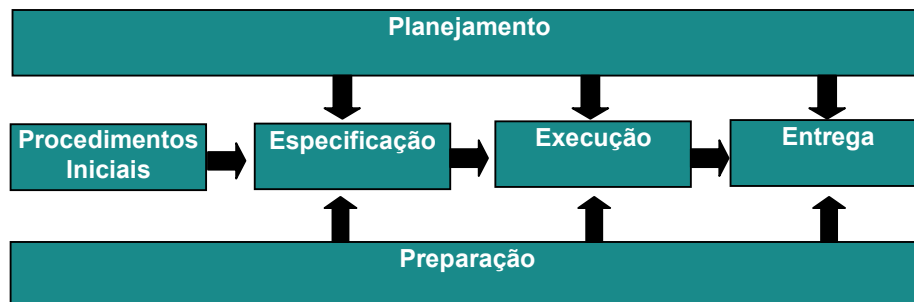 Planejamento
Procedimentos
Iniciais
Especificação
Execução
Entrega
Preparação